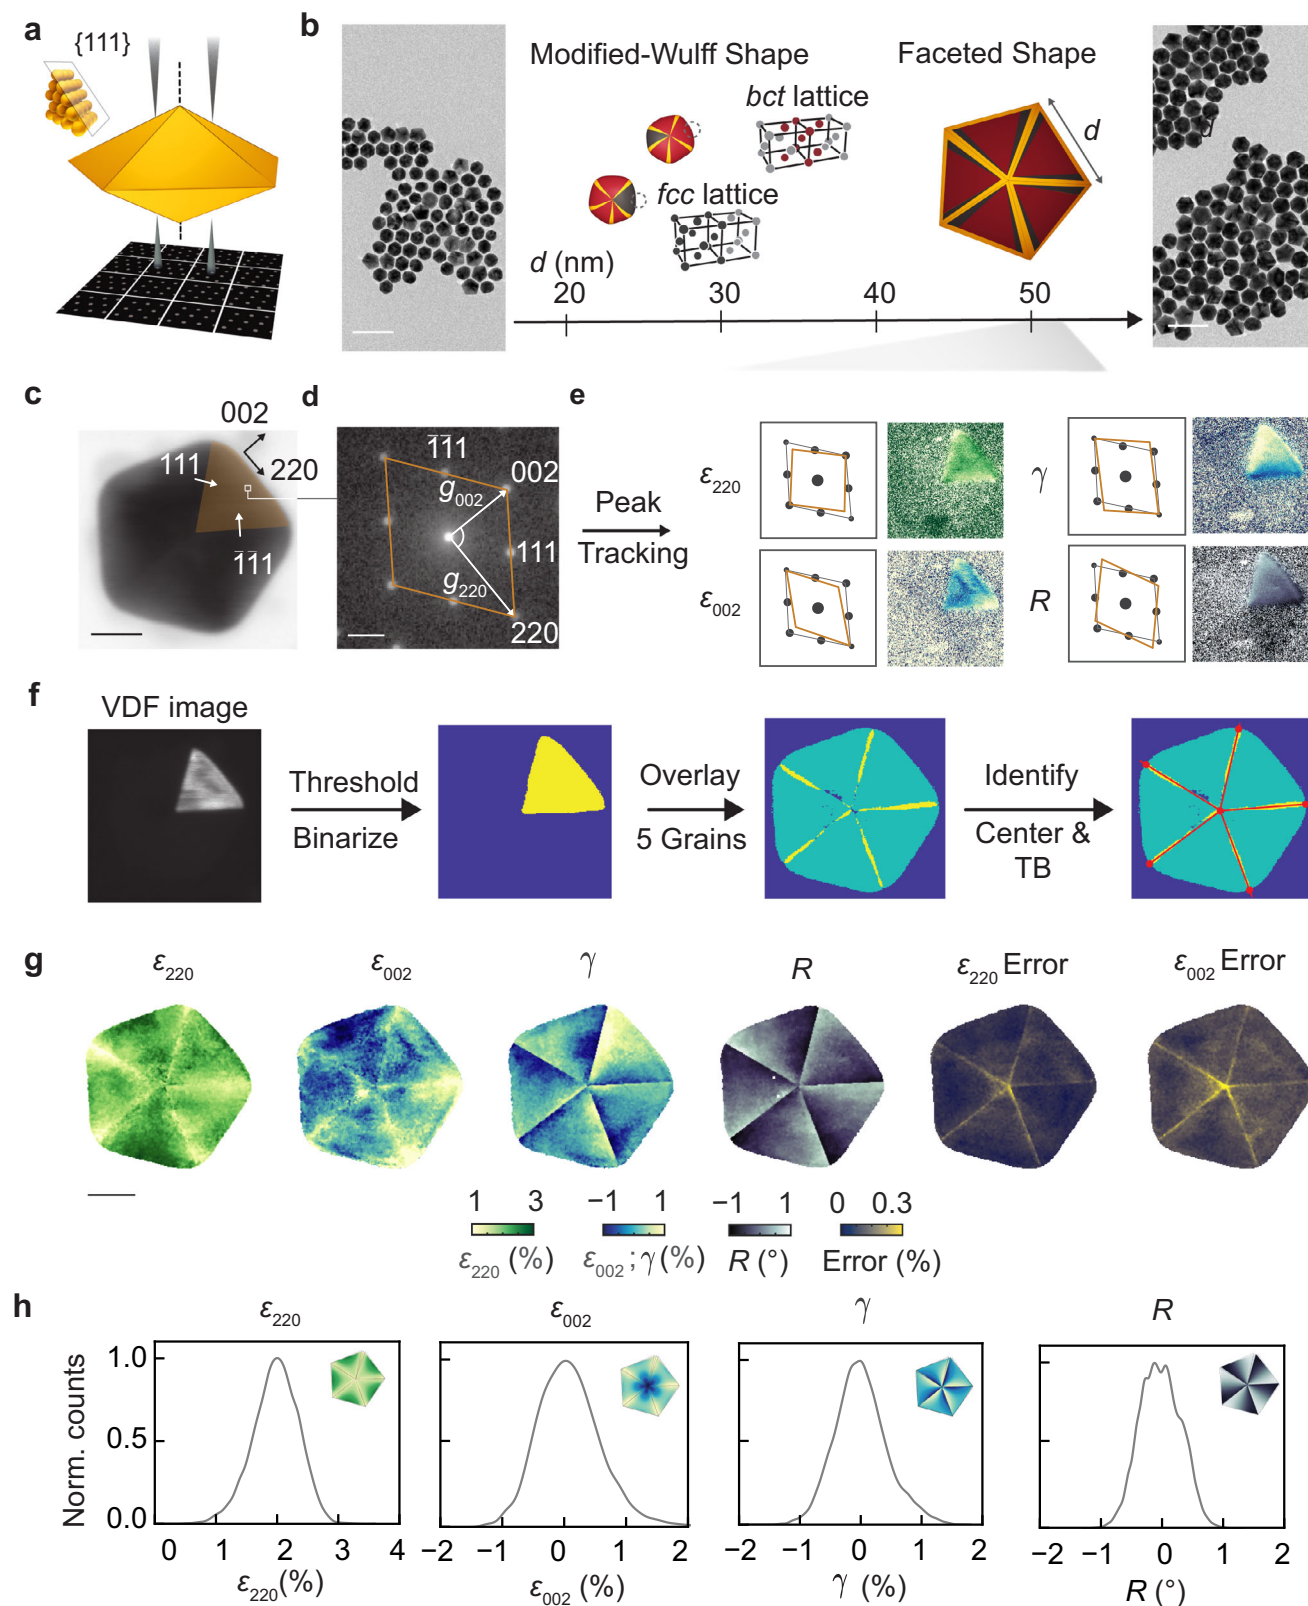 a
{111}
b
Modified-Wulff Shape
Faceted Shape
bct lattice
fcc lattice
d
d (nm)
20 30 40 50
c
002
111
220
1̅1̅1
d
1̅1̅1
002
g002
111
g220
220
Peak
Tracking
e
ε220
γ
ε002
R
f
VDF image
Threshold
Binarize
Overlay
5 Grains
Identify
Center &
TB
g
ε220 ε002 γ R ε220 Error ε002 Error
1 3 −1 1 −1 1 0 0.3
ε220 (%) ε002 ; γ (%) R (°) Error (%)
h
ε220 ε002 γ R
Norm. counts
1.0
0.5
0.0
0 1 2 3 4
−2 −1 0 1 2
−2 −1 0 1 2
−2 −1 0 1 2
ε220(%) ε002 (%) γ (%) R (°)